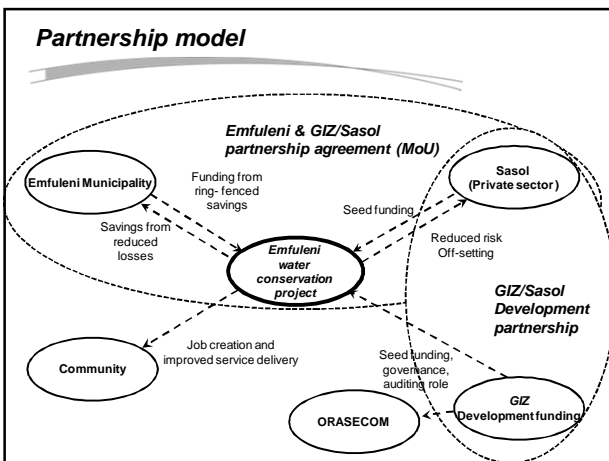 Partnership model
Emfuleni & GIZ/Sasol
partnership agreement (MoU)
Emfuleni Municipality
Funding from
ring- fenced
savings
Sasol
(Private sector )
Seed funding
Savings from
reduced
losses
Emfuleni
water
conservation
project
Reduced risk
Off-setting
GIZ/Sasol
Development
partnership
Job creation and
improved service delivery
Community
Seed funding,
governance,
auditing role
ORASECOM
GIZ
Development funding